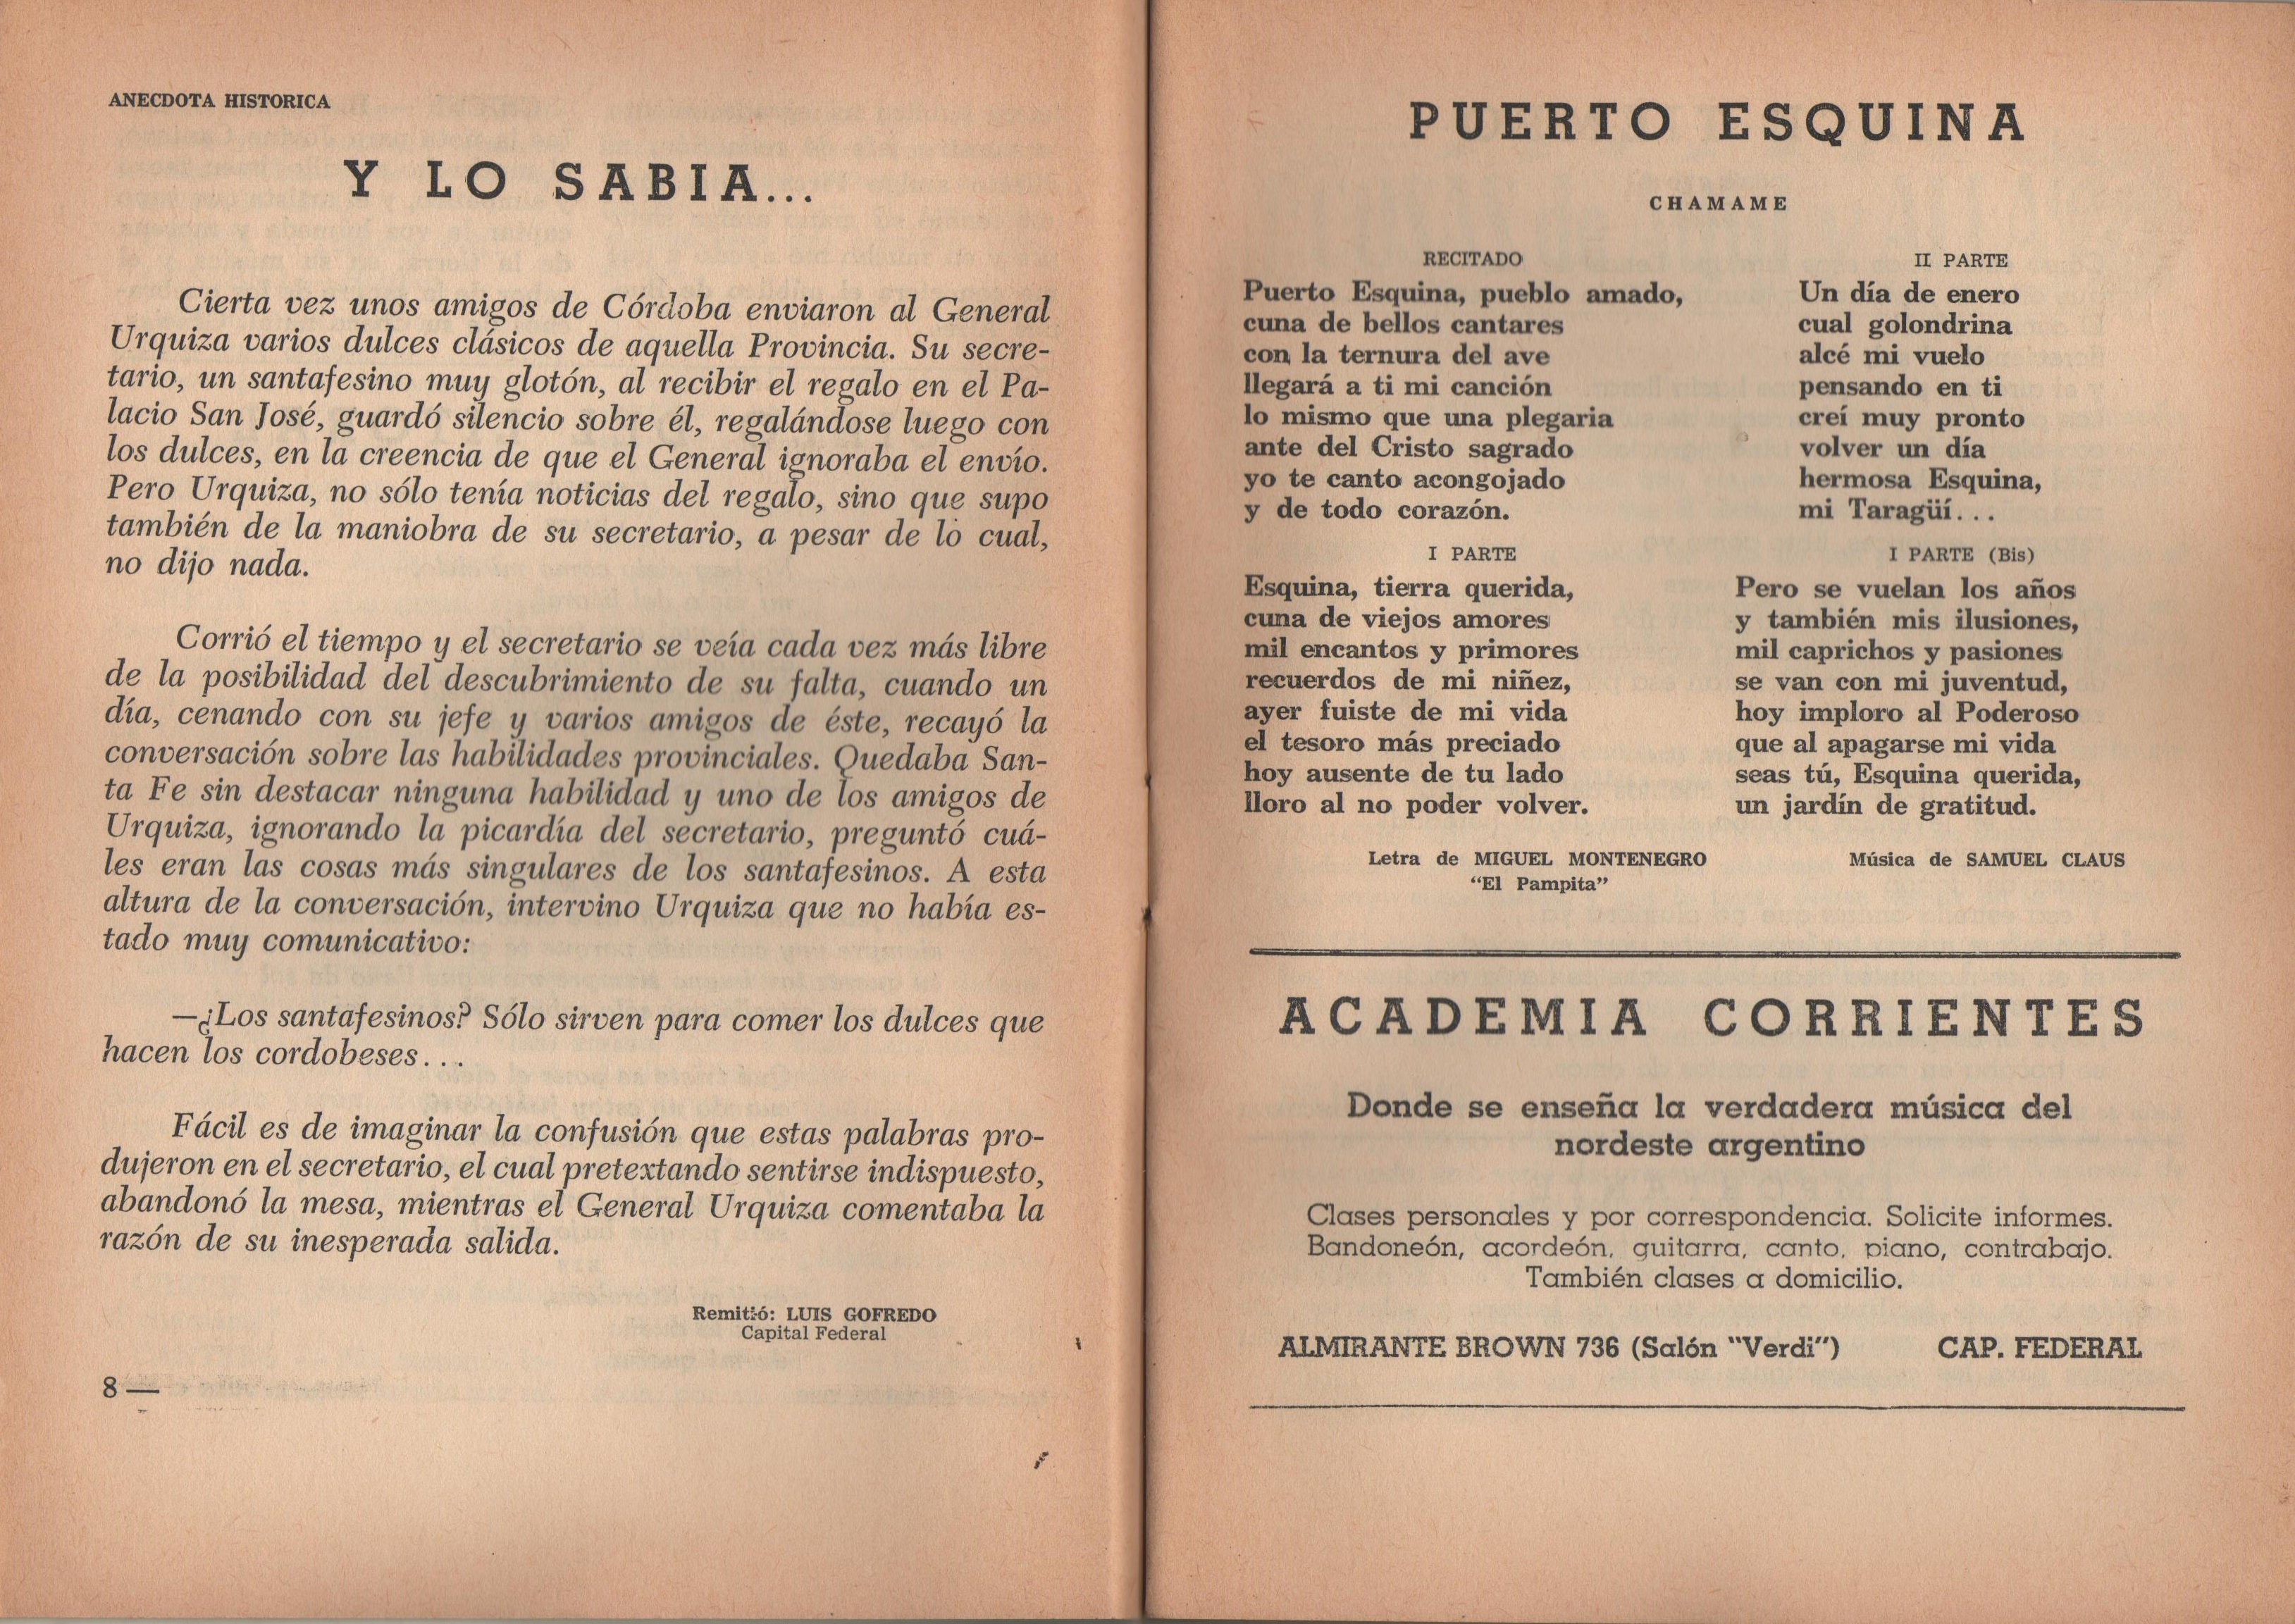 ANECDOTA HISTORICA
Y LO SABIA...
Cierta vez unos amigos de Córdoba enviaron al General
Urquiza varios dulces clásicos de aquella Provincia. Su secre-
tario, un santafesino muy glotón, al recibir el regalo en el Pa-
lacio San José, guardó silencio sobre él, regalándose luego con
los dulces, en la creencia de que el General ignoraba el envío.
Pero Urquiza, no sólo tenía noticias del regalo, sino que supo
también de la maniobra de su secretario, a pesar de lo cual,
no dijo nada.
Corrió el tiempo y el secretario se veía cada vez más libre
de la posibilidad del descubrimiento de su falta, cuando un
día, cenando con su jefe y varios amigos de éste, recayó la
conversación sobre las habilidades provinciales. Quedaba San-
ta Fe sin destacar ninguna habilidad y uno de los amigos de
Urquiza, ignorando la picardía del secretario, preguntó cuá-
les eran las cosas más singulares de los santafesinos. A esta
altura de la conversación, intervino Urquiza que no había es-
tado muy comunicativo:
—¿Los santafesinos? Sólo sirven para comer los dulces que
hacen los cordobeses...
Fácil es de imaginar la confusión que estas palabras pro-
dujeron en el secretario, el cual pretextando sentirse indispuesto,
abandonó la mesa, mientras el General Urquiza comentaba la
razón de su inesperada salida.
Remitió: LUIS GOFREDO
Capital Federal
8 —
PUERTO ESQUINA
CHAMAME
RECITADO
Puerto Esquina, pueblo amado,
cuna de bellos cantares
con la ternura del ave
llegará a ti mi canción
lo mismo que una plegaria
ante del Cristo sagrado
yo te canto acongojado
y de todo corazón.
I PARTE
Esquina, tierra querida,
cuna de viejos amores
mil encantos y primores
recuerdos de mi niñez,
ayer fuiste de mi vida
el tesoro más preciado
hoy ausente de tu lado
lloro al no poder volver.
II PARTE
Un día de enero
cual golondrina
alcé mi vuelo
pensando en ti
creí muy pronto
volver un día
hermosa Esquina,
mi Taragüí...
I PARTE (Bis)
Pero se vuelan los años
y también mis ilusiones,
mil caprichos y pasiones
se van con mi juventud,
hoy imploro al Poderoso
que al apagarse mi vida
seas tú, Esquina querida,
un jardín de gratitud.
Letra de MIGUEL MONTENEGRO
"El Pampita"
Música de SAMUEL CLAUS
ACADEMIA CORRIENTES
Donde se enseña la verdadera música del
nordeste argentino
Clases personales y por correspondencia. Solicite informes.
Bandoneón, acordeón, guitarra, canto, piano, contrabajo.
También clases a domicilio.
ALMIRANTE BROWN 736 (Salón "Verdi") CAP. FEDERAL